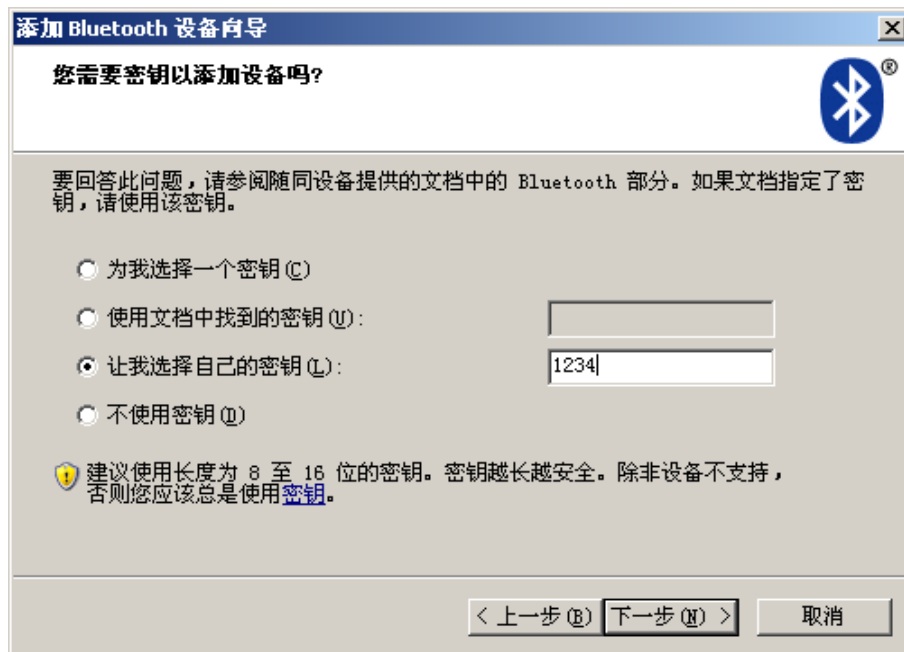 添加 Bluetooth 设备向导
您需要密钥以添加设备吗?
®
要回答此问题，请参阅随同设备提供的文档中的 Bluetooth 部分。如果文档指定了密
钥，请使用该密钥。
为我选择一个密钥(C)
使用文档中找到的密钥(U):
让我选择自己的密钥(L): 1234
不使用密钥(D)
建议使用长度为 8 至 16 位的密钥。密钥越长越安全。除非设备不支持，
否则您应该总是使用密钥。
< 上一步(B) 下一步(N) > 取消